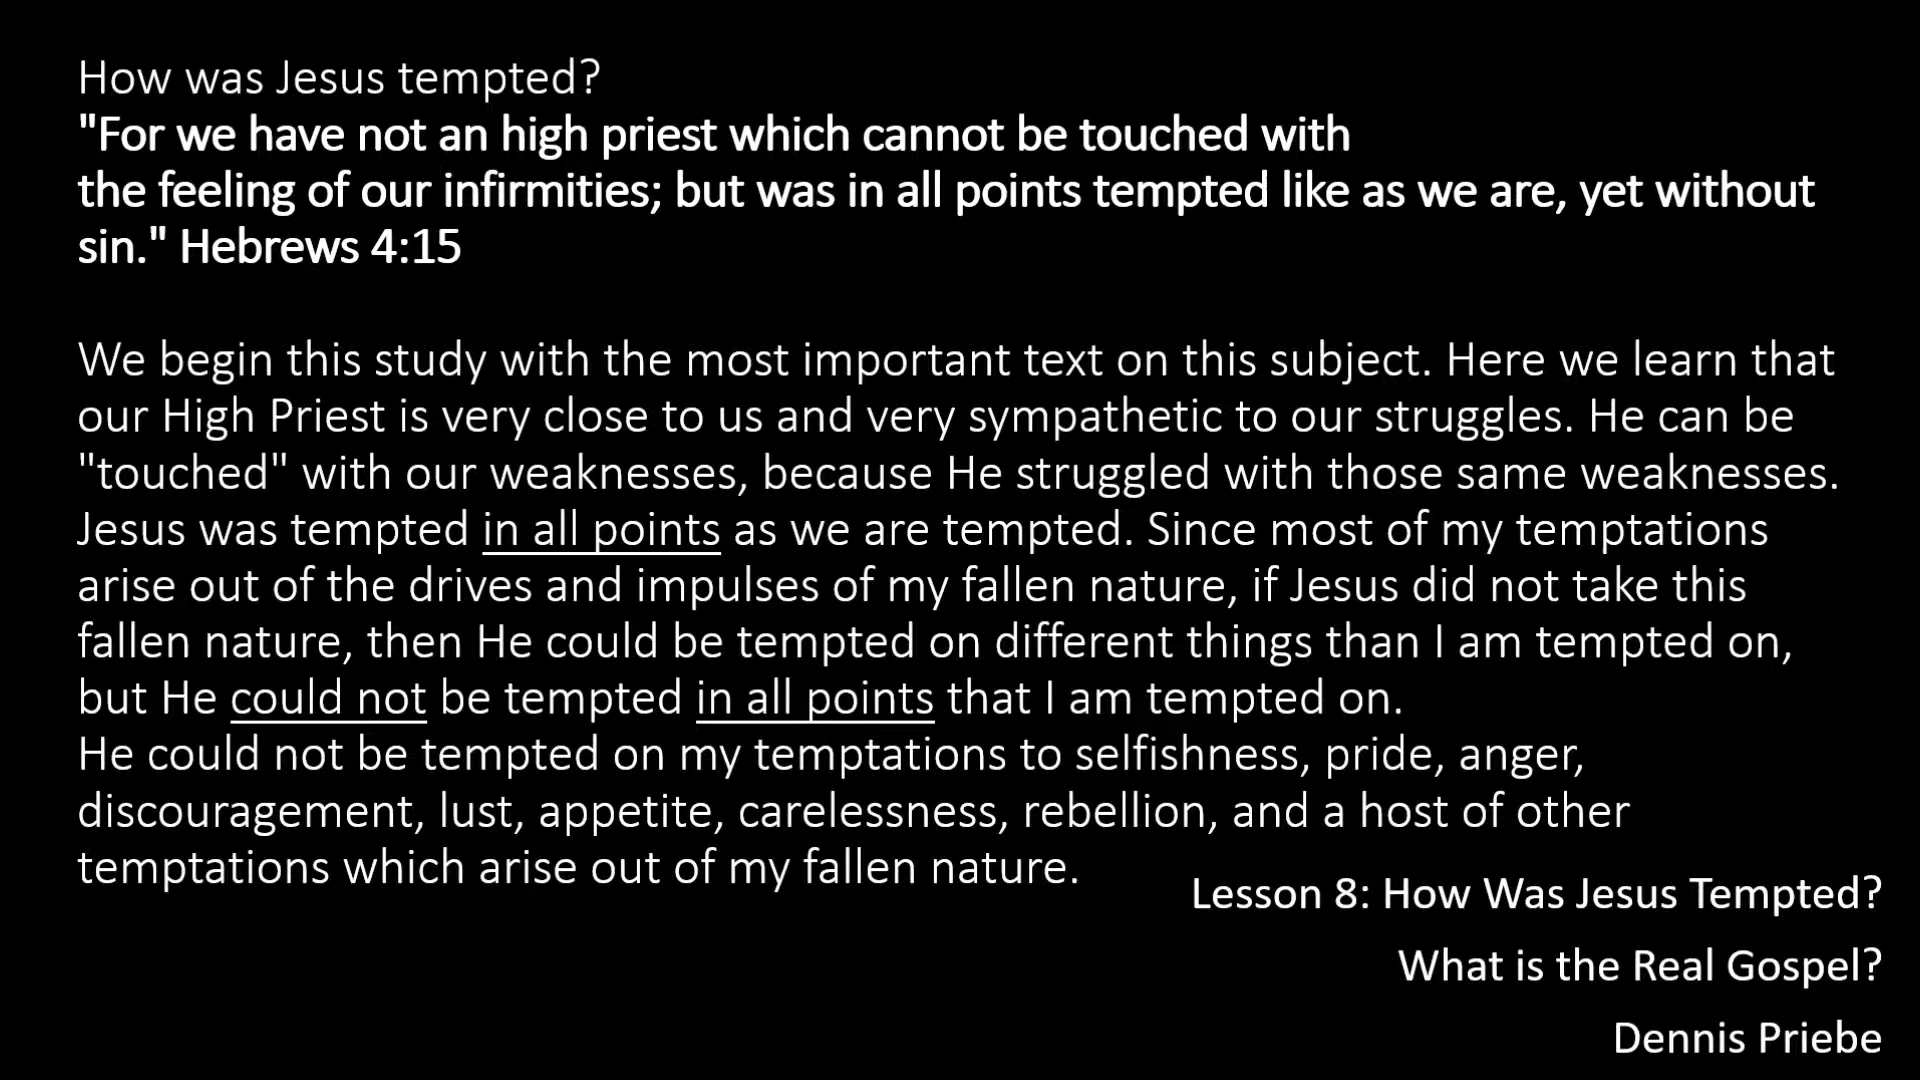 How was Jesus tempted?
"For we have not an high priest which cannot be touched with
the feeling of our infirmities; but was in all points tempted like as we are, yet without
sin." Hebrews 4:15
We begin this study with the most important text on this subject. Here we learn that
our High Priest is very close to us and very sympathetic to our struggles. He can be
"touched" with our weaknesses, because He struggled with those same weaknesses.
Jesus was tempted in all points as we are tempted. Since most of my temptations
arise out of the drives and impulses of my fallen nature, if Jesus did not take this
fallen nature, then He could be tempted on different things than I am tempted on,
but He could not be tempted in all points that I am tempted on.
He could not be tempted on my temptations to selfishness, pride, anger,
discouragement, lust, appetite, carelessness, rebellion, and a host of other
temptations which arise out of my fallen nature.
Lesson 8: How Was Jesus Tempted?
What is the Real Gospel?
Dennis Priebe